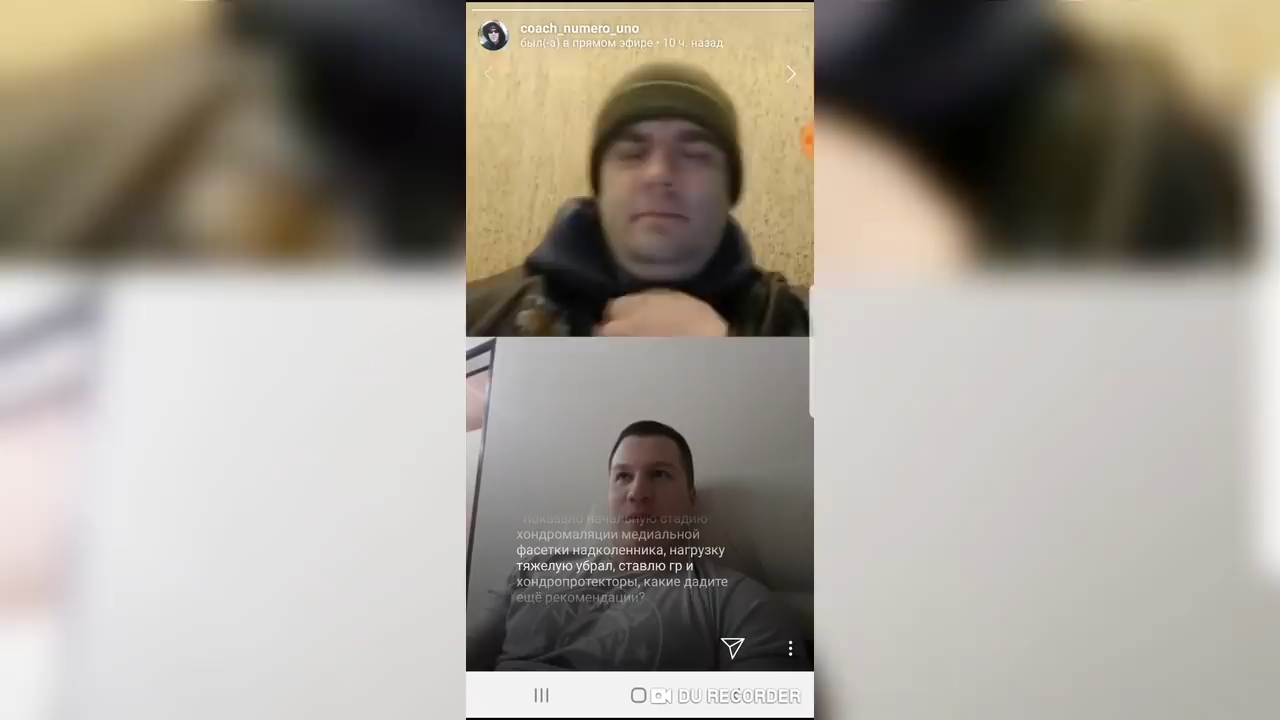 coach_numero_uno
был(-а) в прямом эфире • 10 ч. назад
показало начальную стадию
хондромаляции медиальной
фасетки надколенника, нагрузку
тяжелую убрал, ставлю гр и
хондропротекторы, какие дадите
ещё рекомендации?
DU RECORDER